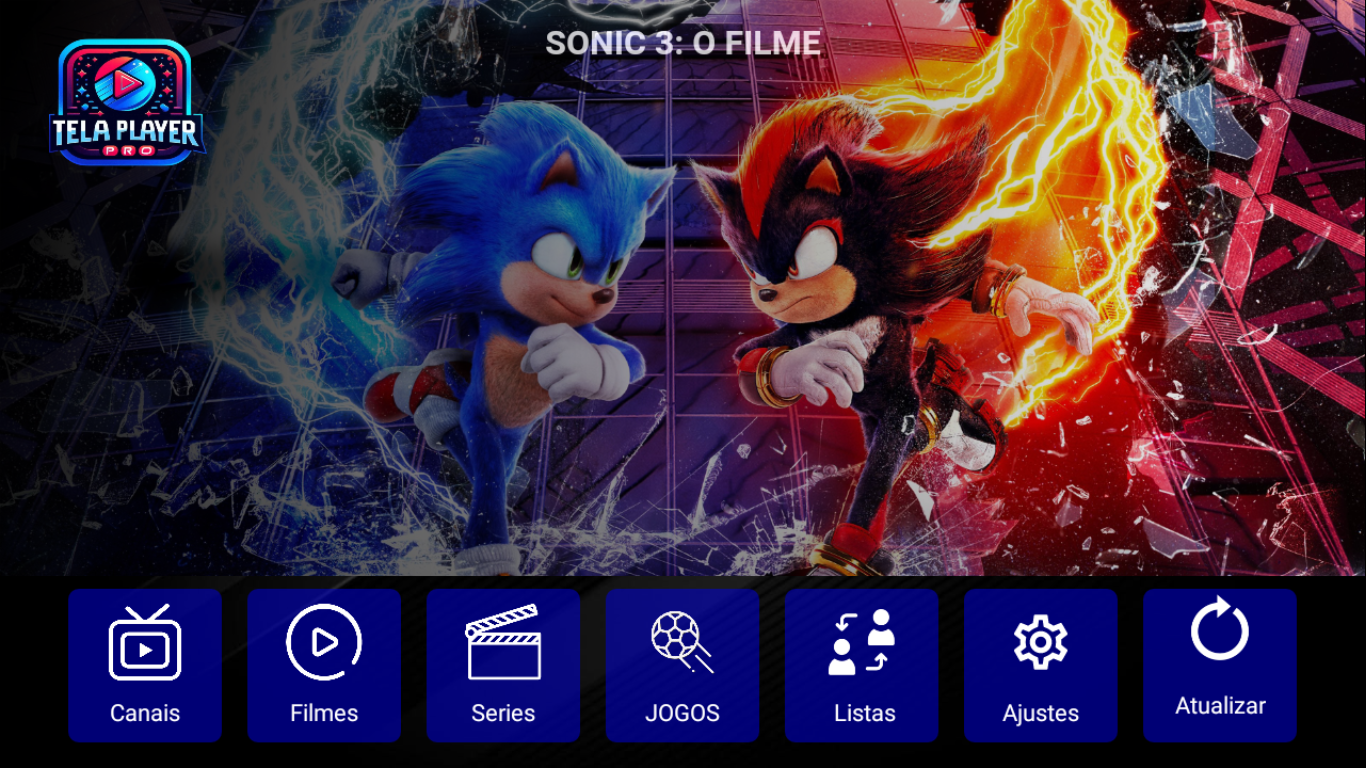 SONIC 3: O FILME
TELA PLAYER
PRO
Canais
Filmes
Series
JOGOS
Listas
Ajustes
Atualizar